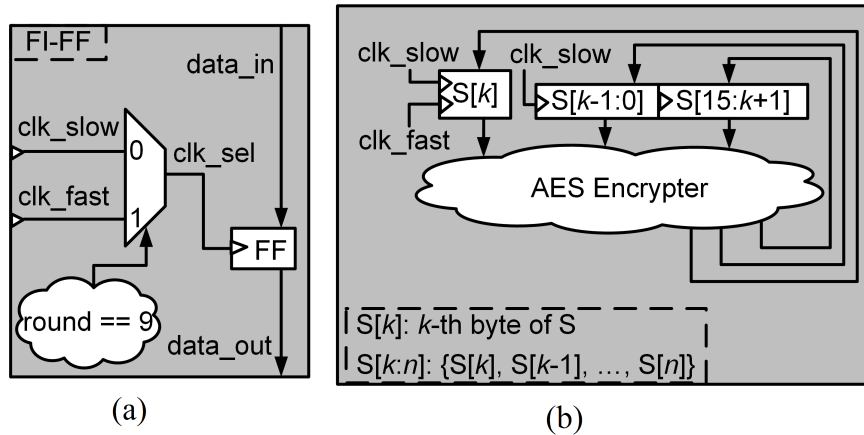 FI-FF
data_in
clk_slow
0
clk_sel
clk_fast
1
FF
round == 9
data_out
(a)
clk_slow
clk_slow
S[k]
S[k-1:0]
S[15:k+1]
clk_fast
AES Encrypter
S[k]: k-th byte of S
S[k:n]: {S[k], S[k-1], ..., S[n]}
(b)